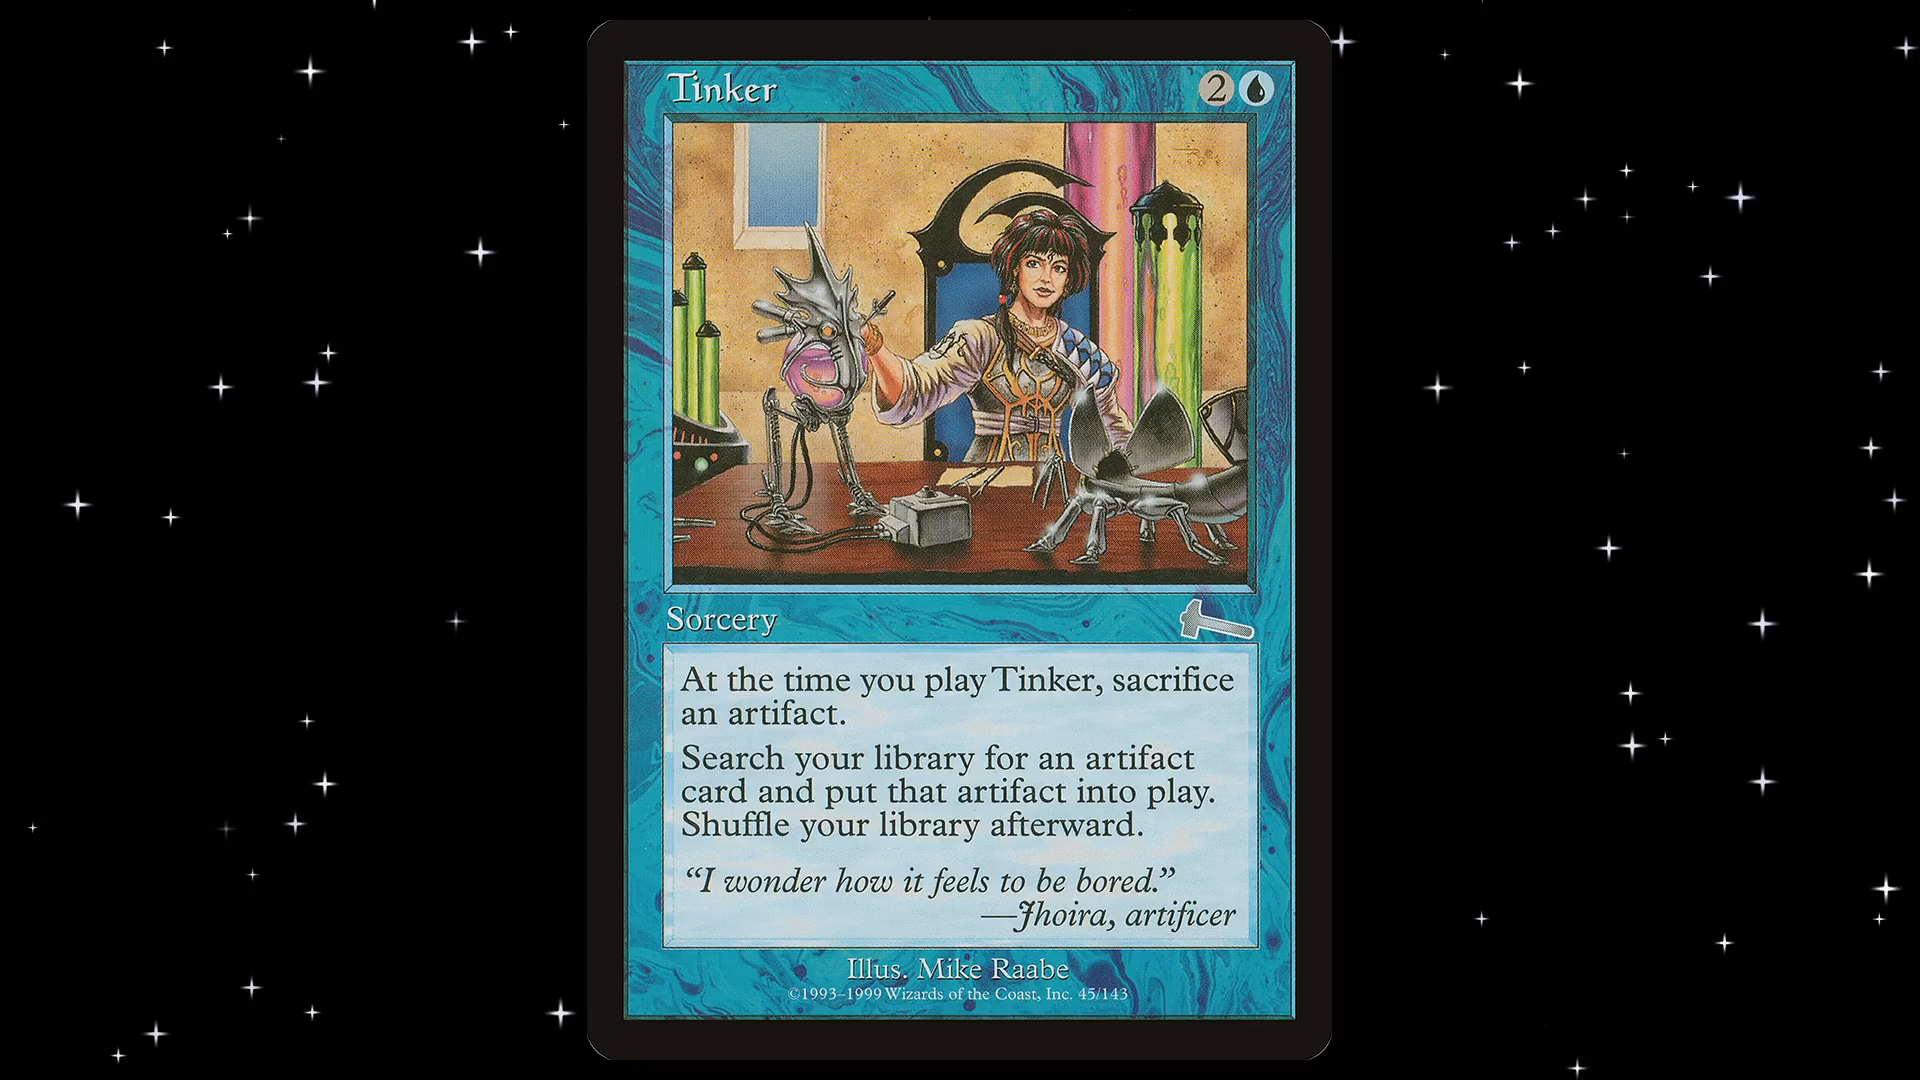 Tinker 2
Sorcery
At the time you play Tinker, sacrifice
an artifact.
Search your library for an artifact
card and put that artifact into play.
Shuffle your library afterward.
“I wonder how it feels to be bored.”
—Jhoira, artificer
Illus. Mike Raabe
©1993–1999 Wizards of the Coast, Inc. 45/143